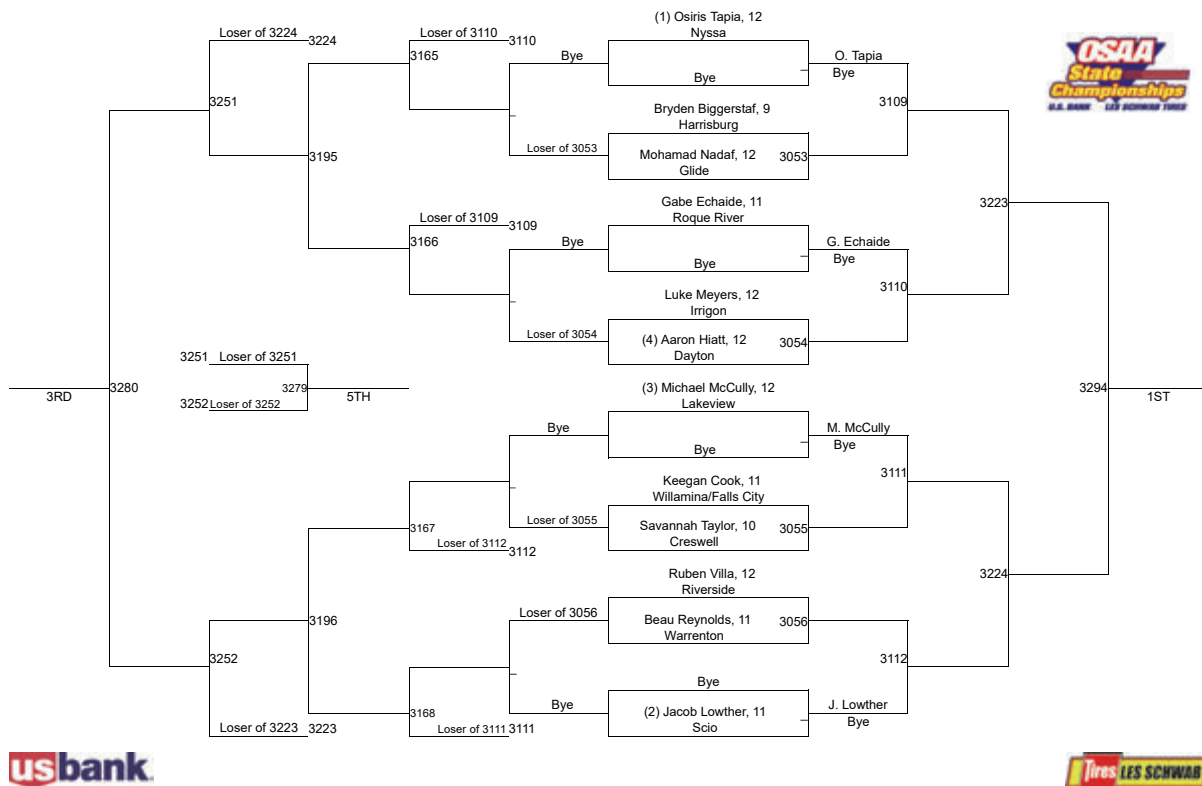 (1) Osiris Tapia, 12
Nyssa
Loser of 3224
3224
Loser of 3110
3110
3165
Bye
Bye
O. Tapia
Bye
OSAA
State
Championships
U.S. BANK LES SCHWAB TIRES
3251
3109
Bryden Biggerstaf, 9
Harrisburg
3195
Loser of 3053
Mohamad Nadaf, 12
Glide
3053
Gabe Echaide, 11
Roque River
3223
Loser of 3109
3109
3166
Bye
Bye
G. Echaide
Bye
3110
Luke Meyers, 12
Irrigon
Loser of 3054
(4) Aaron Hiatt, 12
Dayton
3054
3251
Loser of 3251
3RD
3280
3279
5TH
3252
Loser of 3252
(3) Michael McCully, 12
Lakeview
3294
1ST
Bye
Bye
M. McCully
Bye
3111
Keegan Cook, 11
Willamina/Falls City
3167
Loser of 3055
Savannah Taylor, 10
Creswell
3055
Loser of 3112
3112
3224
Ruben Villa, 12
Riverside
3196
Loser of 3056
Beau Reynolds, 11
Warrenton
3056
3252
3112
Bye
3168
Bye
(2) Jacob Lowther, 11
Scio
J. Lowther
Bye
Loser of 3223
3223
Loser of 3111
3111
usbank.
Tires LES SCHWAB